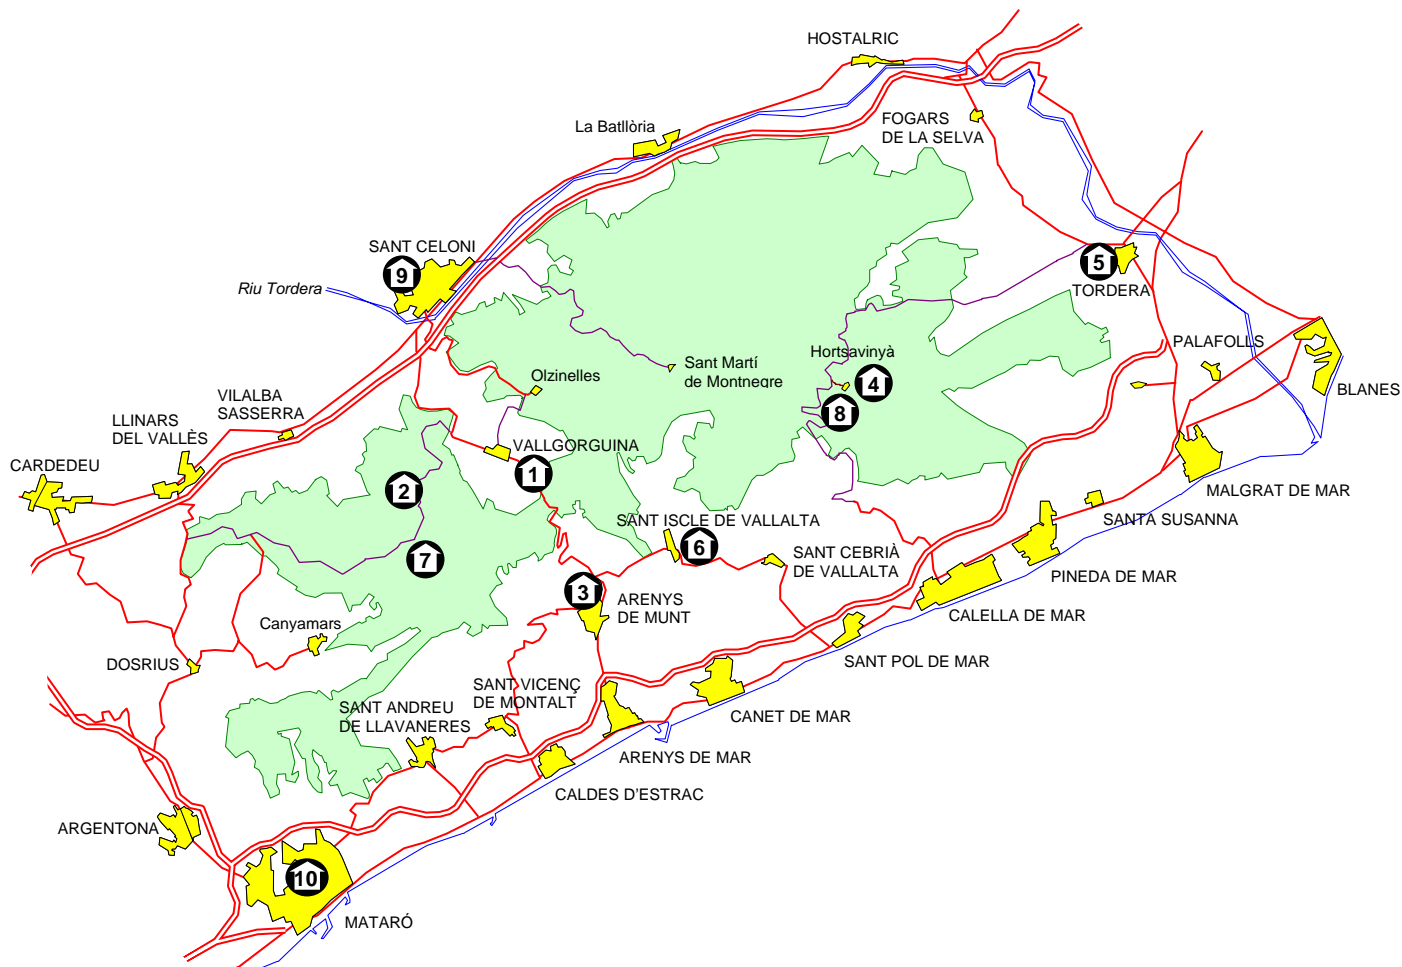 HOSTALRIC
La Batllòria
FOGARS
DE LA SELVA
SANT CELONI
9
Riu Tordera
5
TORDERA
Hortsavinyà
4
8
Sant Martí
de Montnegre
PALAFOLLS
BLANES
Olzinelles
VILALBA
SASSERRA
LLINARS
DEL VALLÈS
CARDEDEU
VALLGORGUINA
1
2
7
MALGRAT DE MAR
SANTA SUSANNA
SANT ISCLE DE VALLALTA
6
SANT CEBRIÀ
DE VALLALTA
PINEDA DE MAR
3
ARENYS
DE MUNT
CALELLA DE MAR
Canyamars
DOSRIUS
SANT POL DE MAR
SANT VICENÇ
DE MONTALT
SANT ANDREU
DE LLAVANERES
CANET DE MAR
ARENYS DE MAR
CALDES D'ESTRAC
ARGENTONA
10
MATARÓ